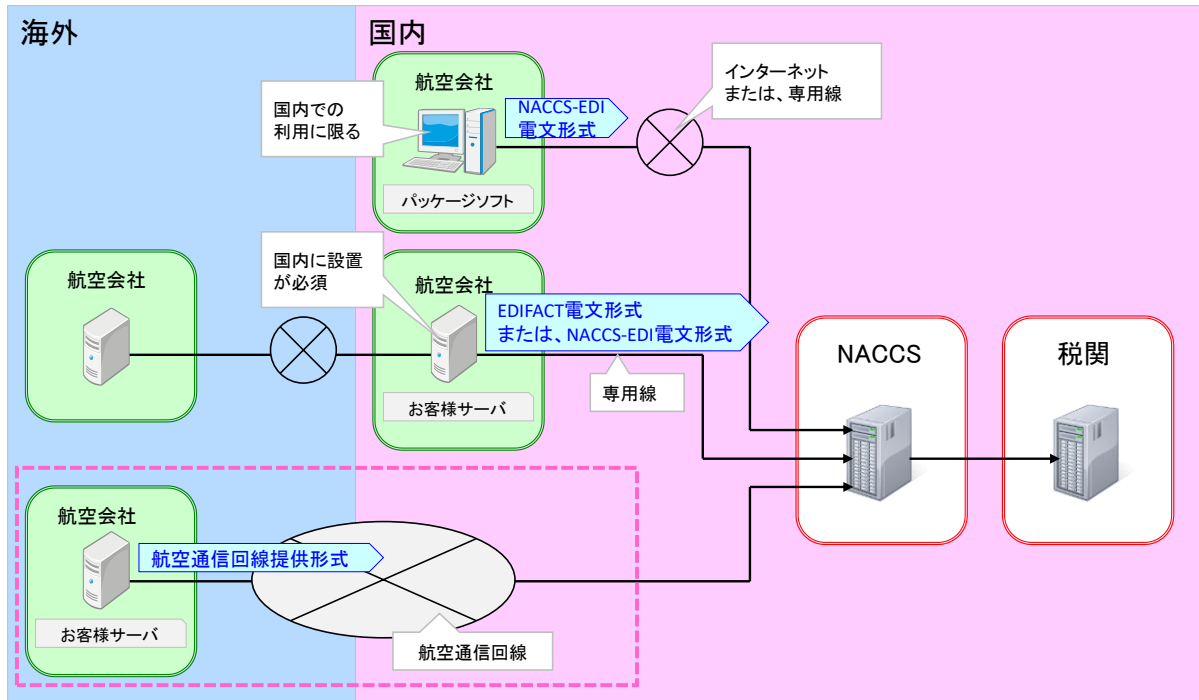 海外
国内
航空会社
国内での
利用に限る
NACCS-EDI
電文形式
インターネット
または、専用線
パッケージソフト
航空会社
国内に設置
が必須
航空会社
EDIFACT電文形式
または、NACCS-EDI電文形式
専用線
お客様サーバ
NACCS
税関
航空会社
航空通信回線提供形式
お客様サーバ
航空通信回線